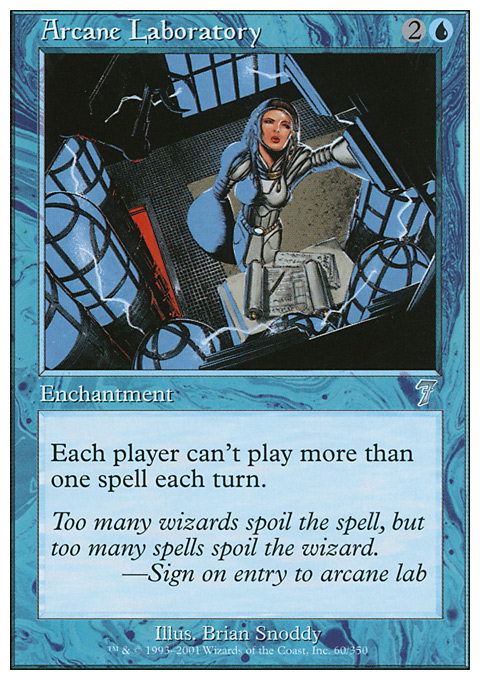 Arcane Laboratory 2
Enchantment
Each player can't play more than
one spell each turn.
Too many wizards spoil the spell, but
too many spells spoil the wizard.
—Sign on entry to arcane lab
Illus. Brian Snoddy
™ & © 1993–2001 Wizards of the Coast, Inc. 60/350